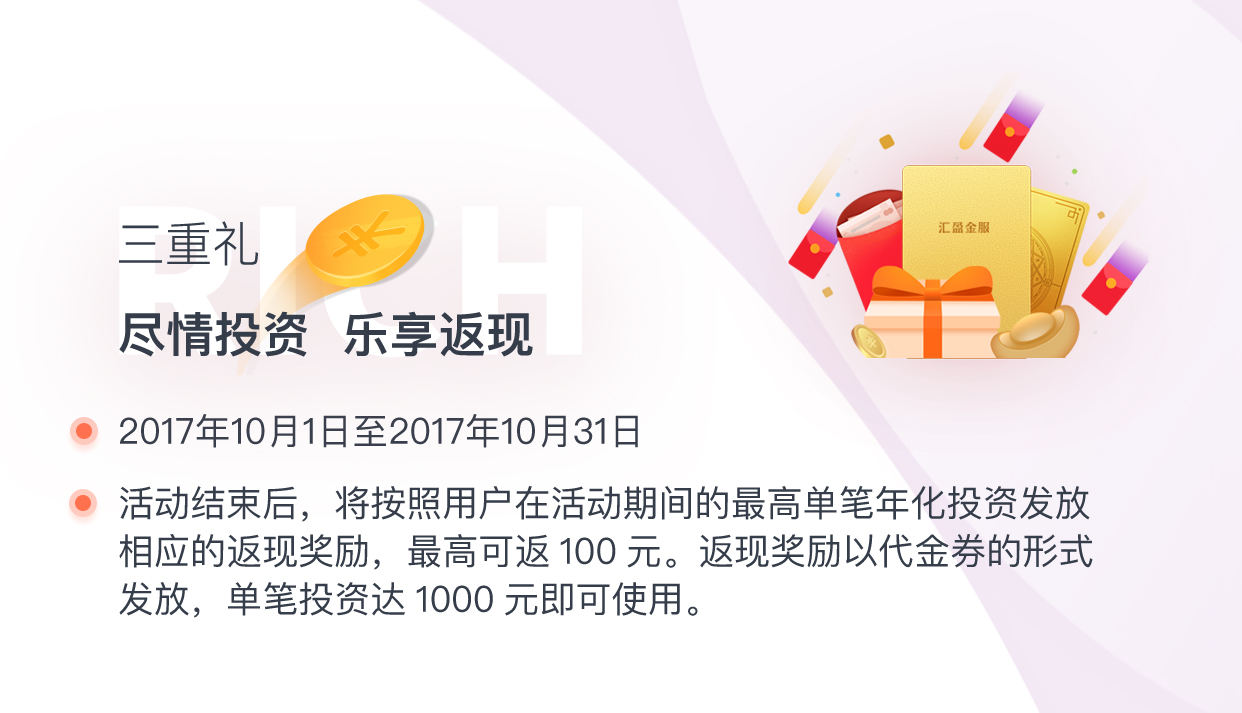 RICH
三重礼
汇盈金服
尽情投资 乐享返现
2017年10月1日至2017年10月31日
活动结束后，将按照用户在活动期间的最高单笔年化投资发放
相应的返现奖励，最高可返 100 元。返现奖励以代金券的形式
发放，单笔投资达 1000 元即可使用。